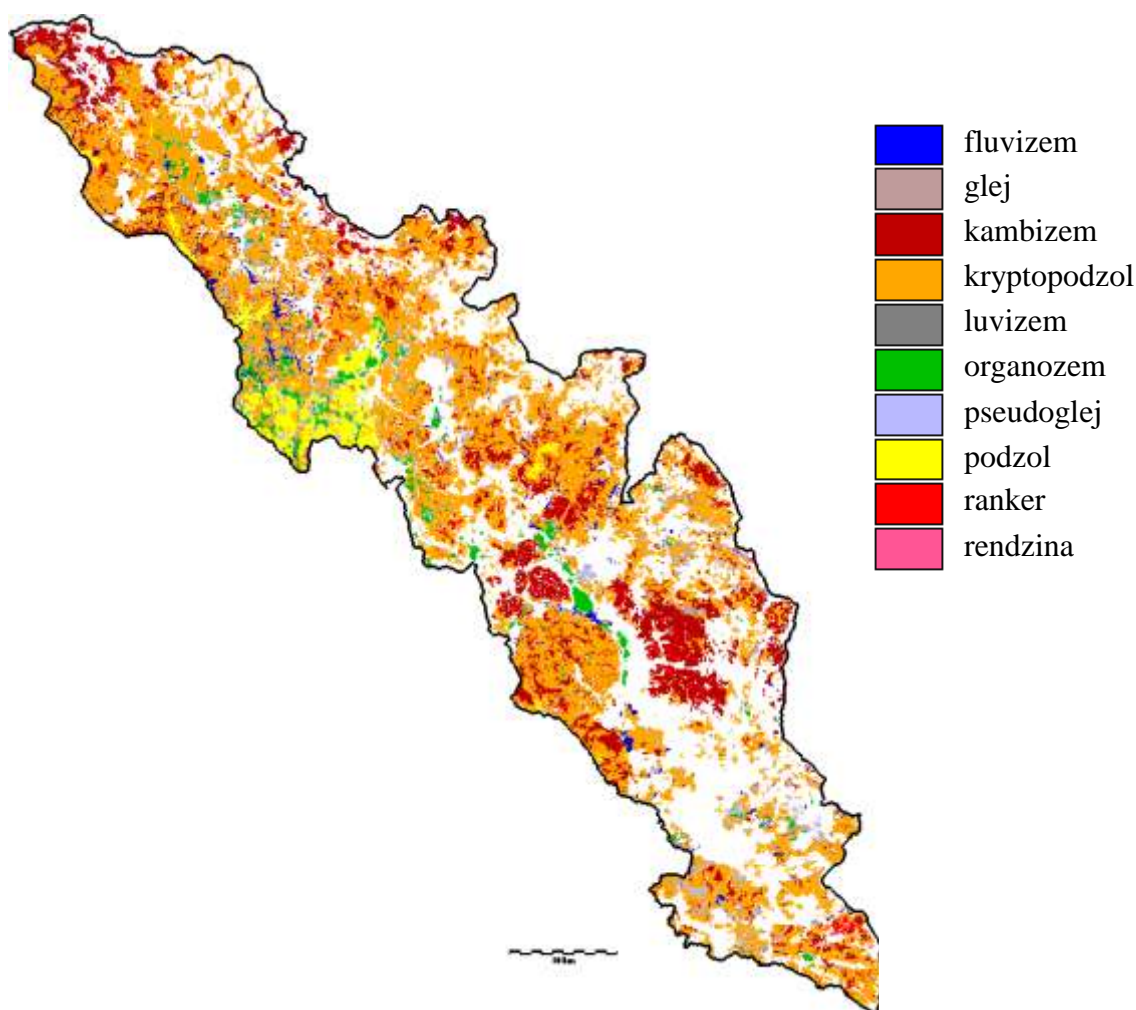 fluvizem
glej
kambizem
kryptopodzol
luvizem
organozem
pseudoglej
podzol
ranker
rendzina